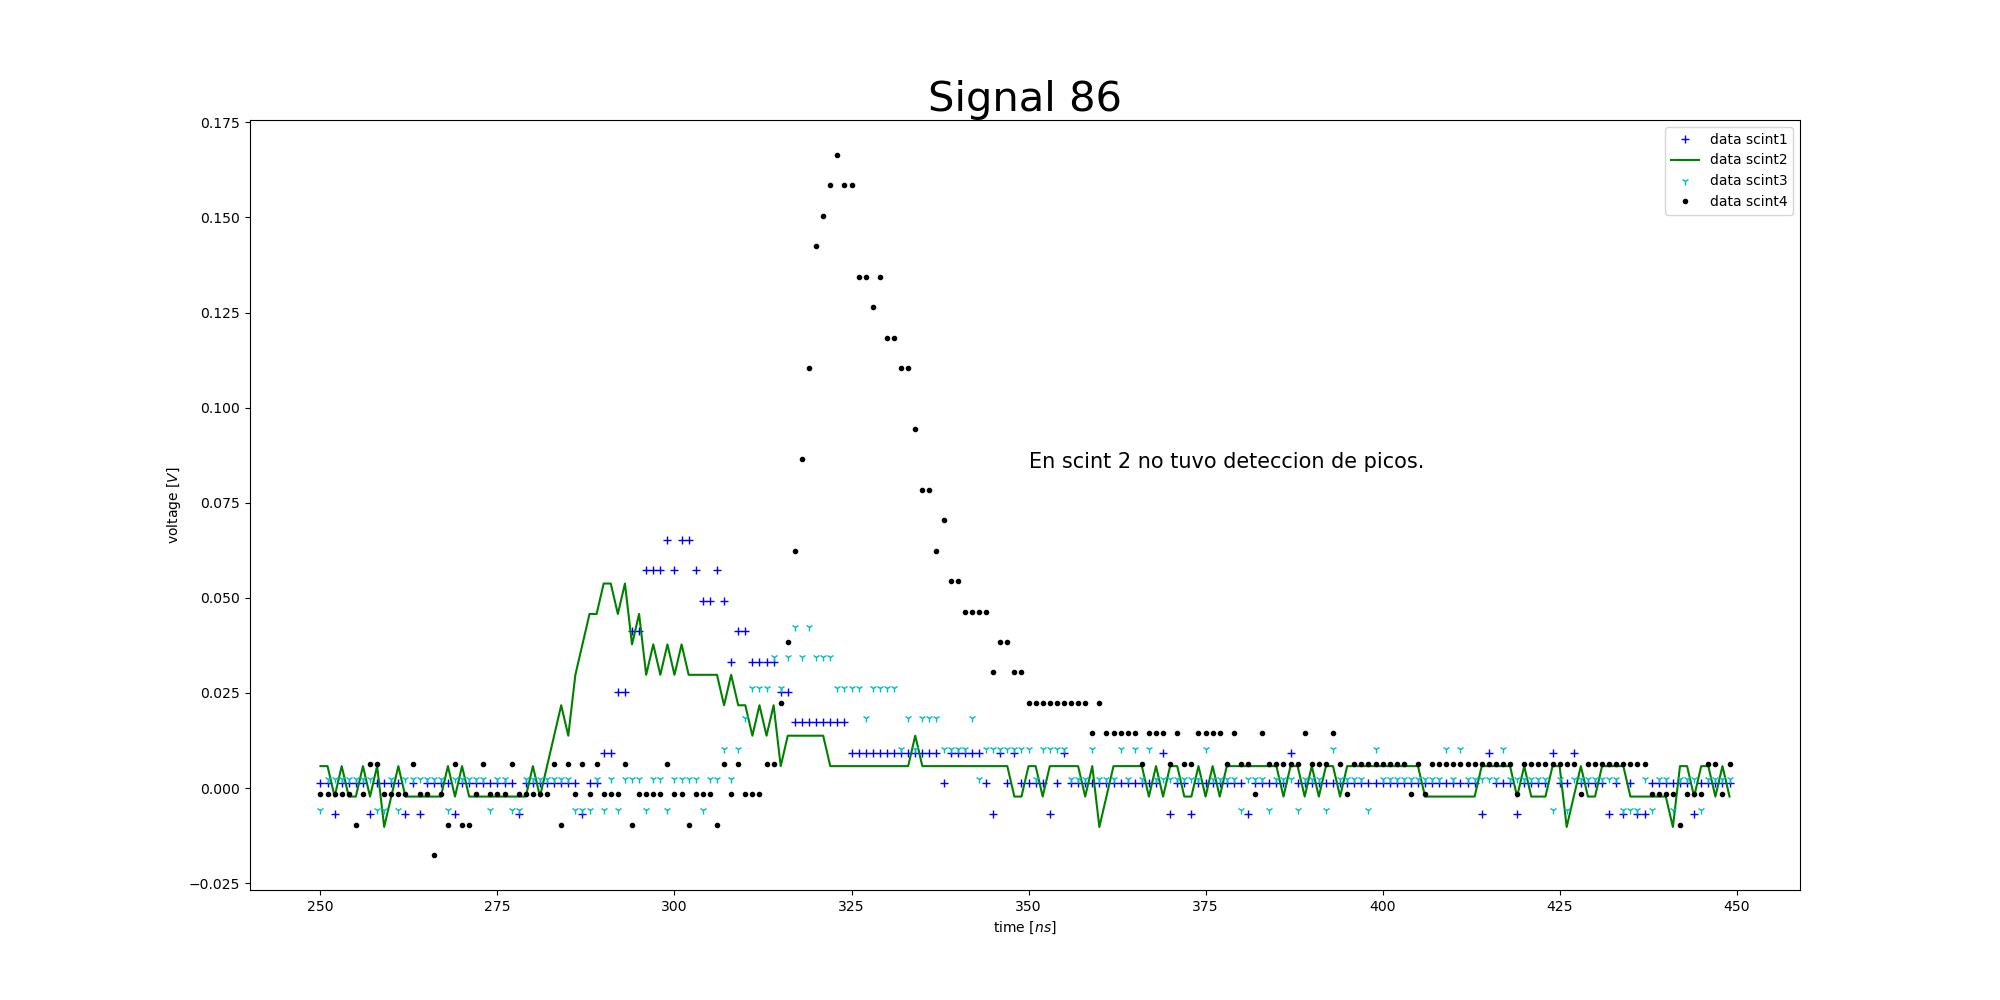 Signal 86
0.175
0.150
0.125
0.100
0.075
0.050
0.025
0.000
−0.025
voltage [V]
data scint1
data scint2
data scint3
data scint4
En scint 2 no tuvo deteccion de picos.
250 275 300 325 350 375 400 425 450
time [ns]